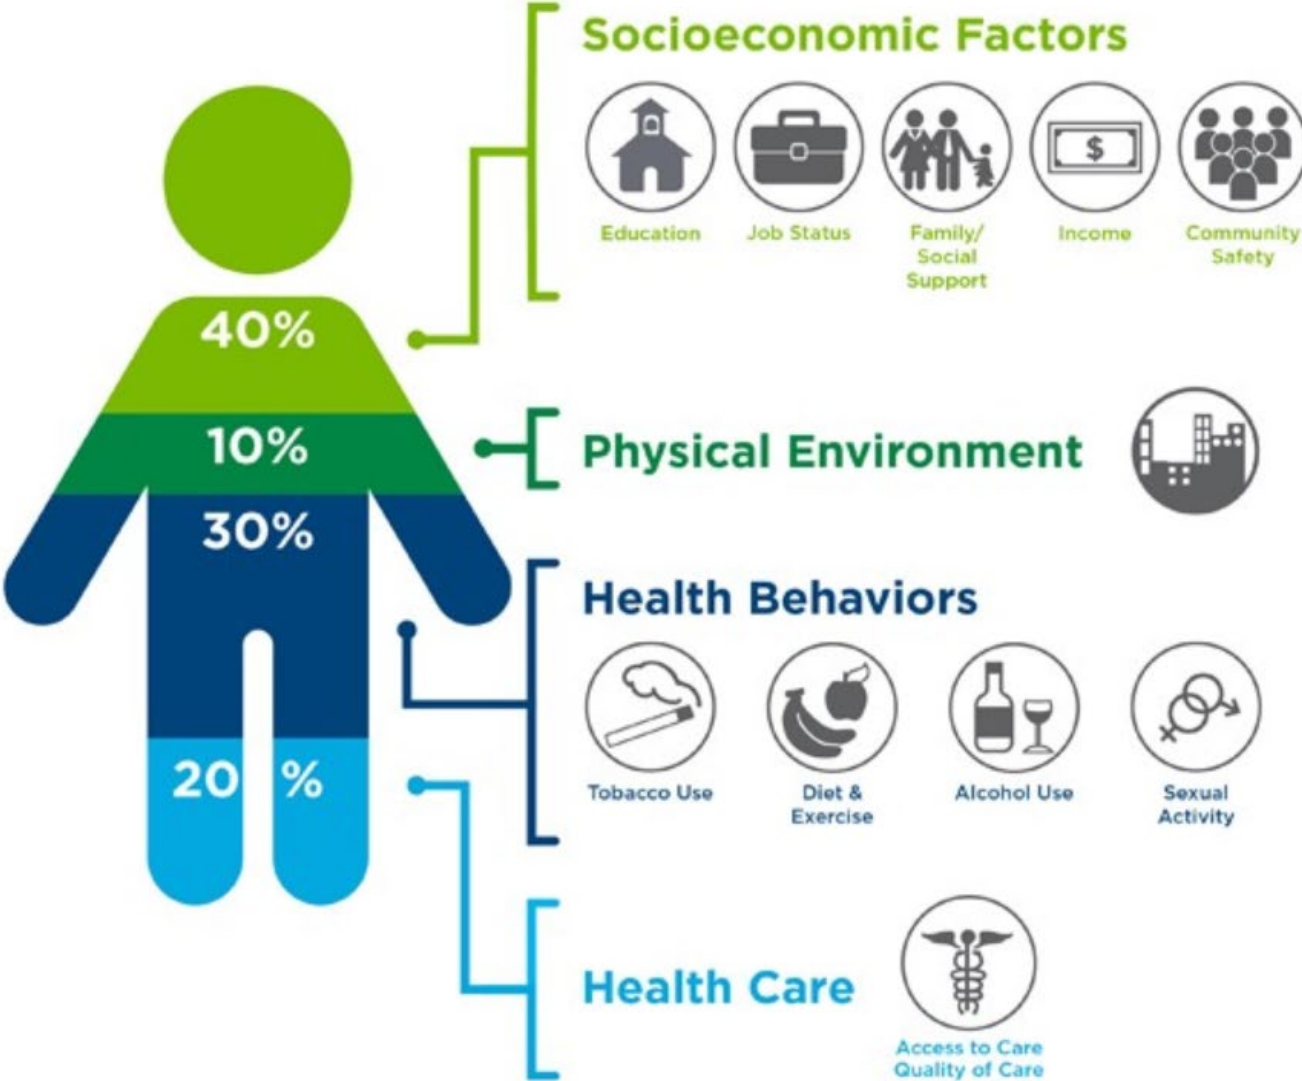 Socioeconomic Factors
$
Education
Job Status
Family/
Social
Support
Income
Community
Safety
40%
10%
Physical Environment
30%
Health Behaviors
Tobacco Use
Diet &
Exercise
Alcohol Use
Sexual
Activity
20 %
Health Care
Access to Care
Quality of Care